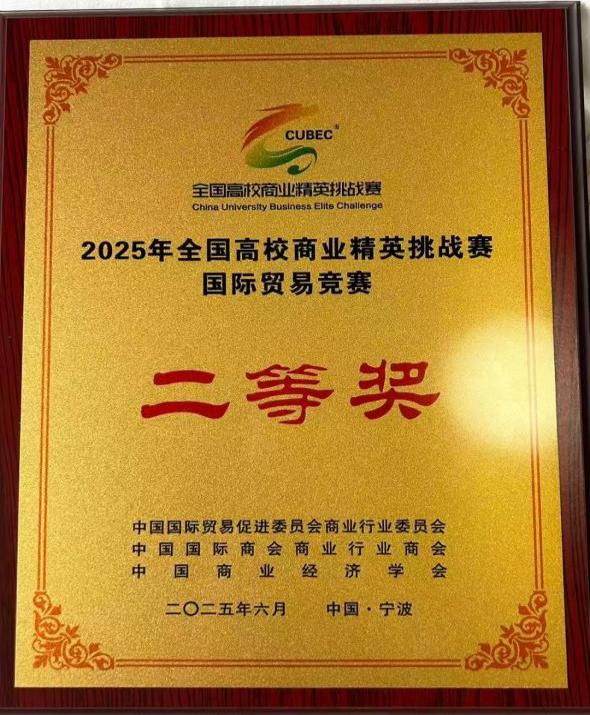 CUBEC®
全国高校商业精英挑战赛
China University Business Elite Challenge
2025年全国高校商业精英挑战赛
国际贸易竞赛
二等奖
中国国际贸易促进委员会商业行业委员会
中国国际商会商业行业商会
中国商业经济学会
二〇二五年六月 中国·宁波